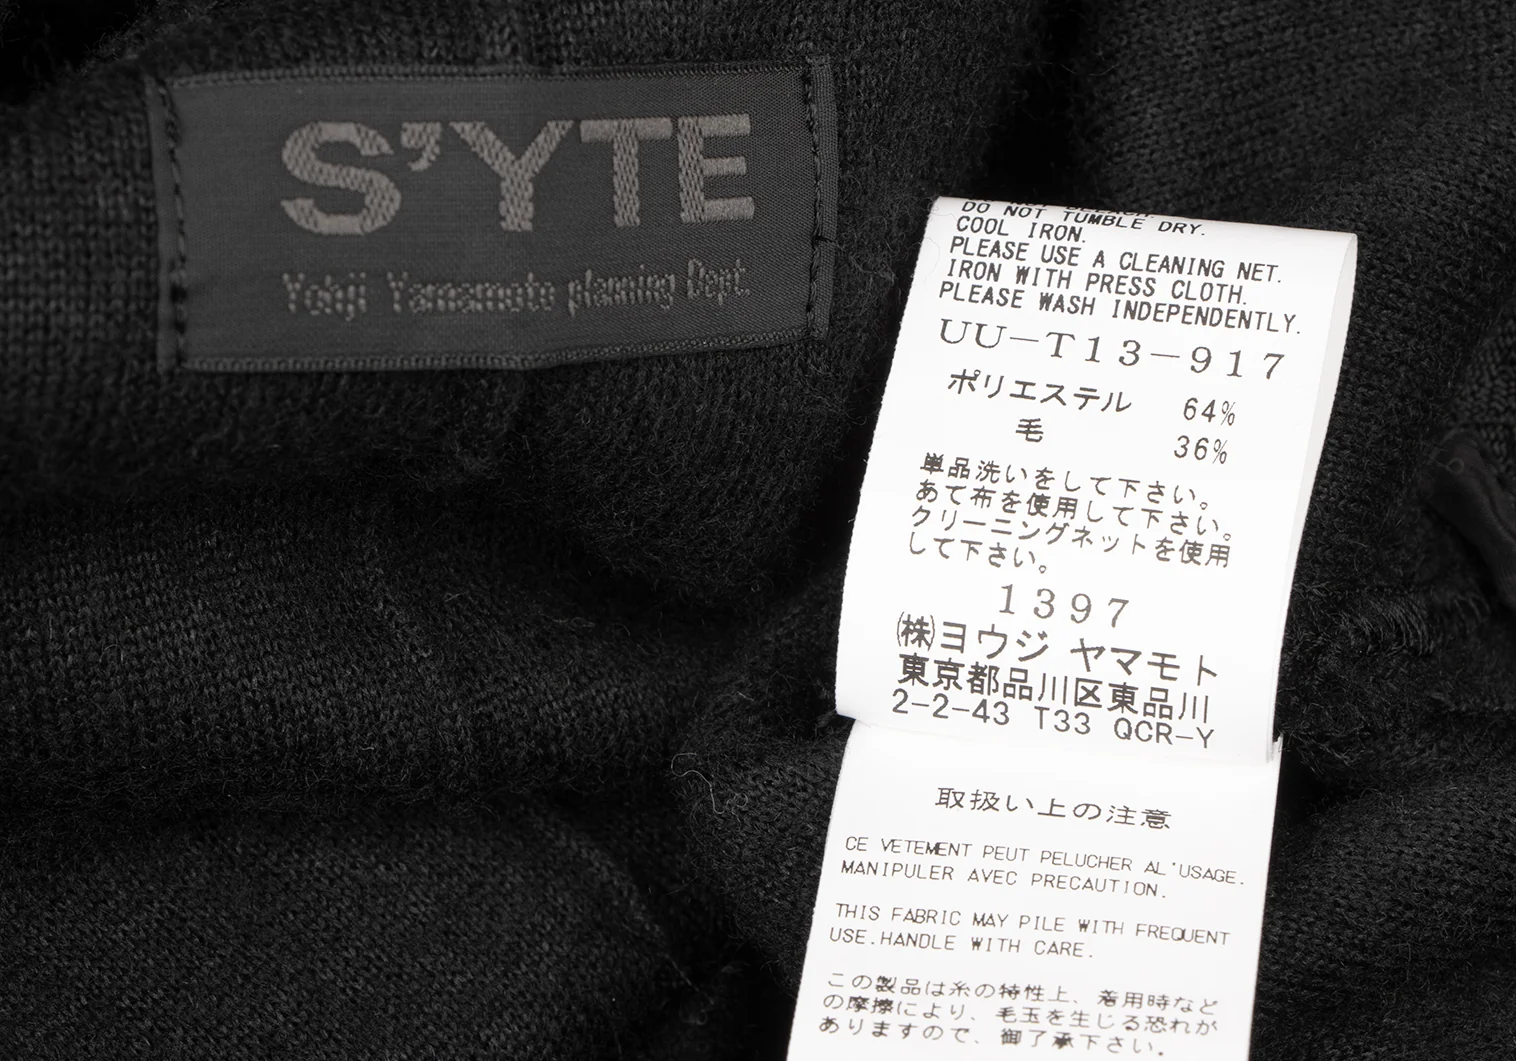 S'YTE
Yohji Yamamoto planning Dept.
DO NOT TUMBLE DRY.
COOL IRON.
PLEASE USE A CLEANING NET.
IRON WITH PRESS CLOTH.
PLEASE WASH INDEPENDENTLY.
UU-T13-917
ポリエステル 64%
毛 36%
単品洗いをして下さい。
あて布を使用して下さい。
クリーニングネットを使用
して下さい。
1397
㈱ヨウジ ヤマモト
東京都品川区東品川
2-2-43 T33 QCR-Y
取扱い上の注意
CE VETEMENT PEUT PELUCHER AL'USAGE.
MANIPULER AVEC PRECAUTION.
THIS FABRIC MAY PILE WITH FREQUENT
USE.HANDLE WITH CARE.
この製品は糸の特性上、着用時など
の摩擦により、毛玉を生じる恐れが
ありますので、御了承下さい。